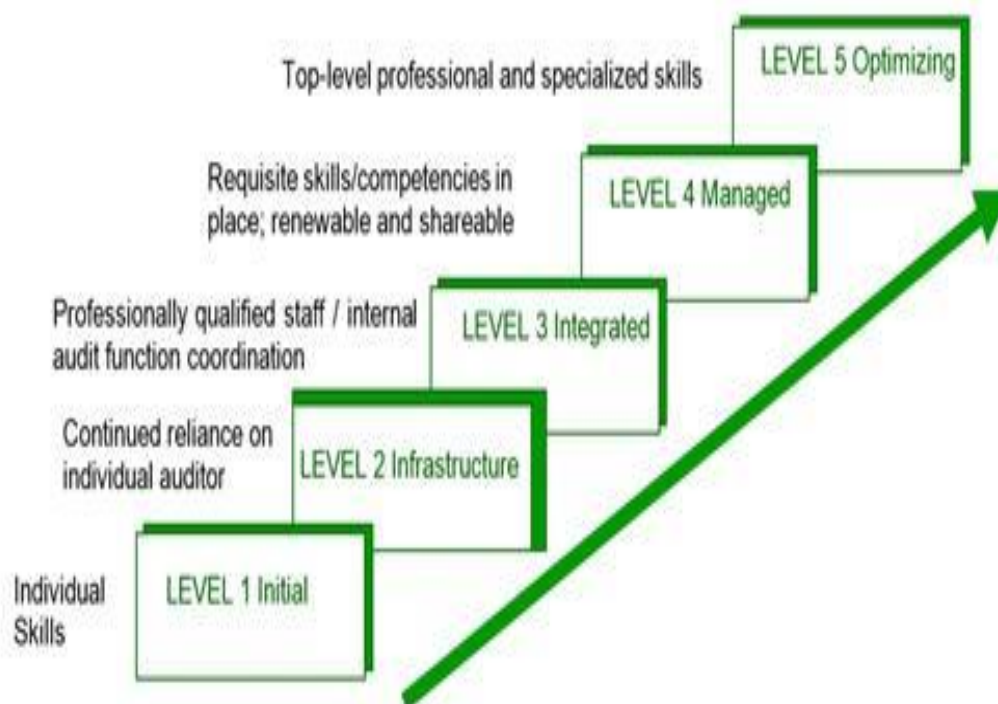 LEVEL 5 Optimizing
Top-level professional and specialized skills
LEVEL 4 Managed
Requisite skills/competencies in
place; renewable and shareable
LEVEL 3 Integrated
Professionally qualified staff / internal
audit function coordination
LEVEL 2 Infrastructure
Continued reliance on
individual auditor
LEVEL 1 Initial
Individual
Skills